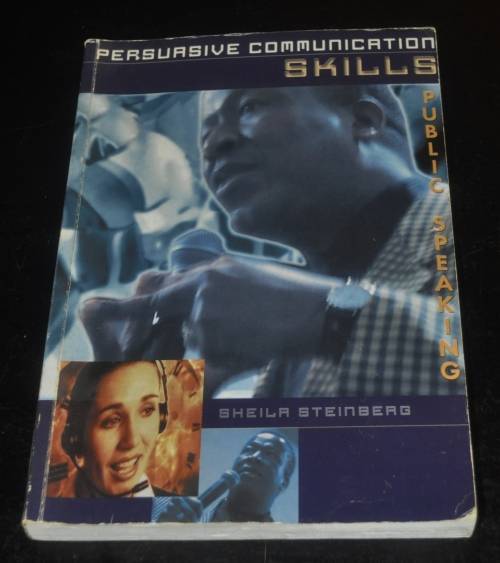 PERSUASIVE COMMUNICATION
SKILLS
PUBLIC SPEAKING
SHEILA STEINBERG